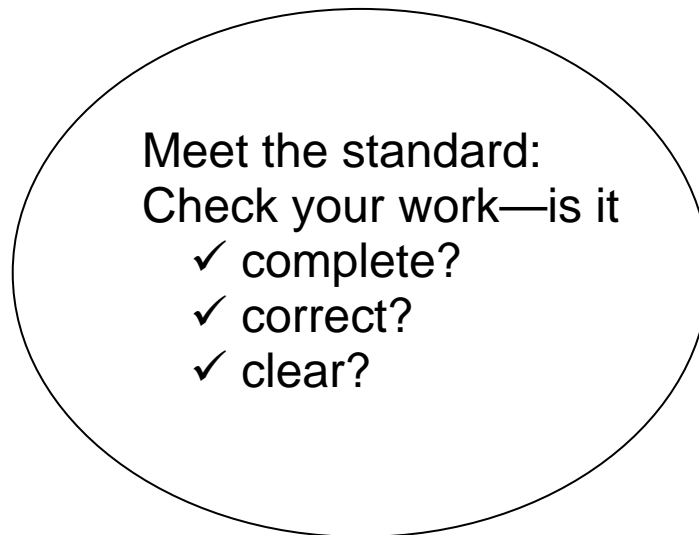 Meet the standard:
Check your work—is it
✓ complete?
✓ correct?
✓ clear?